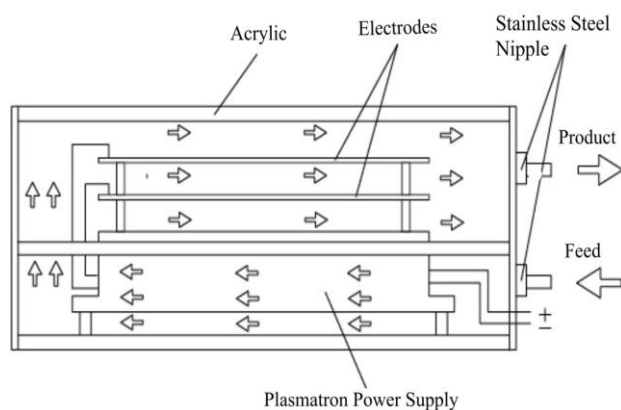 Acrylic
Electrodes
Stainless Steel
Nipple
Product
Feed
+
−
Plasmatron Power Supply